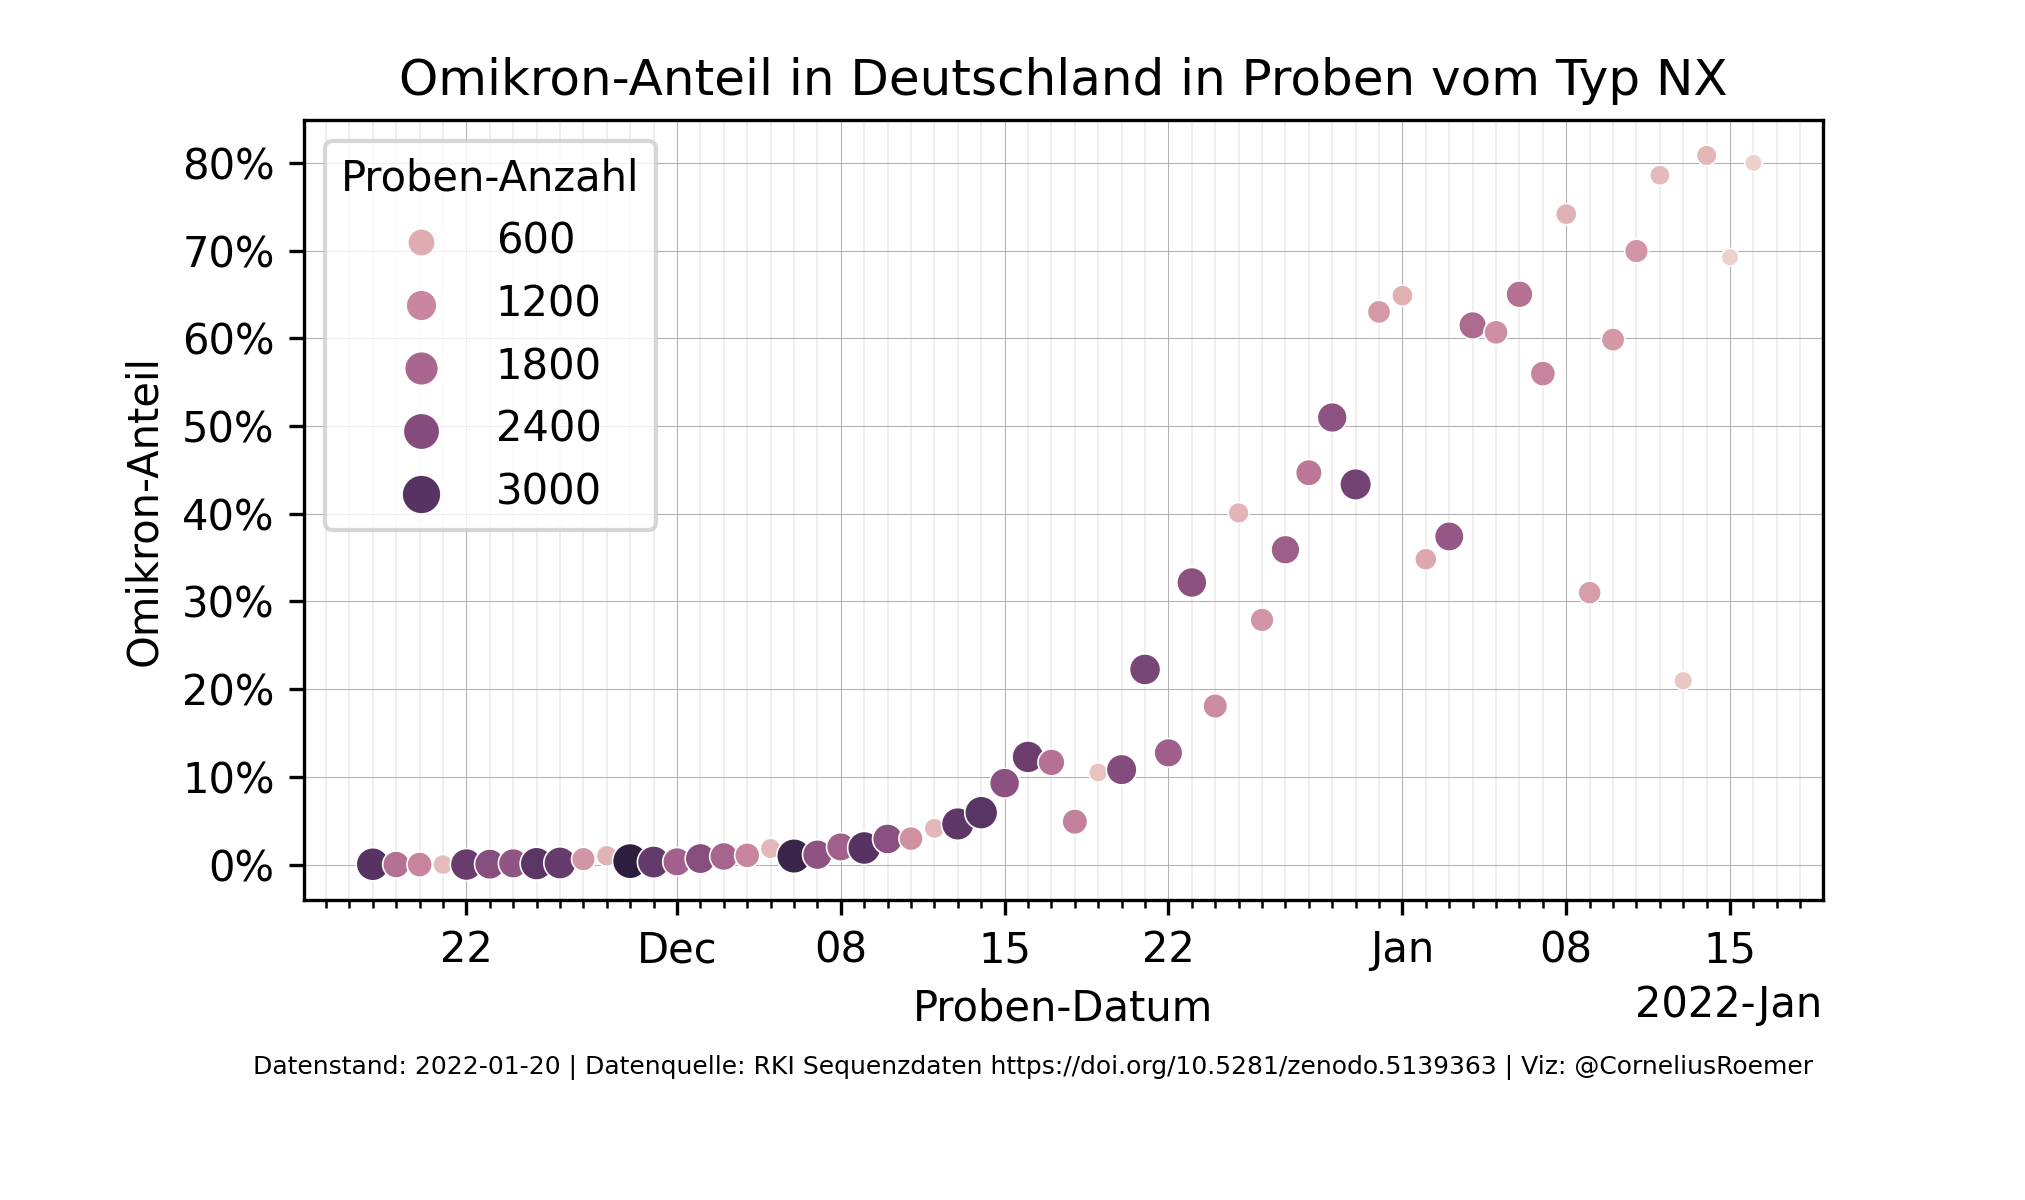 Omikron-Anteil in Deutschland in Proben vom Typ NX
Proben-Anzahl
600
1200
1800
2400
3000
80%
70%
60%
50%
40%
30%
20%
10%
0%
Omikron-Anteil
22 Dec 08 15 22 Jan 08 15
Proben-Datum
2022-Jan
Datenstand: 2022-01-20 | Datenquelle: RKI Sequenzdaten https://doi.org/10.5281/zenodo.5139363 | Viz: @CorneliusRoemer